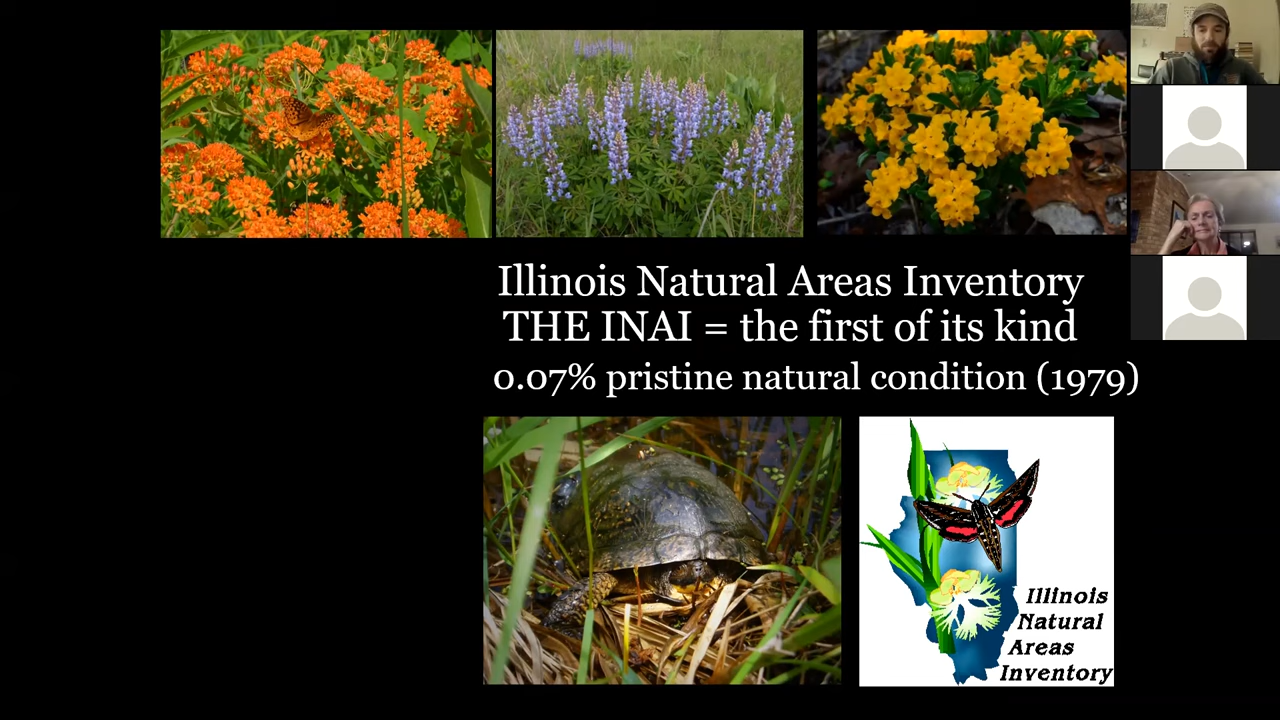 Illinois Natural Areas Inventory
THE INAI = the first of its kind
0.07% pristine natural condition (1979)
Illinois
Natural
Areas
Inventory